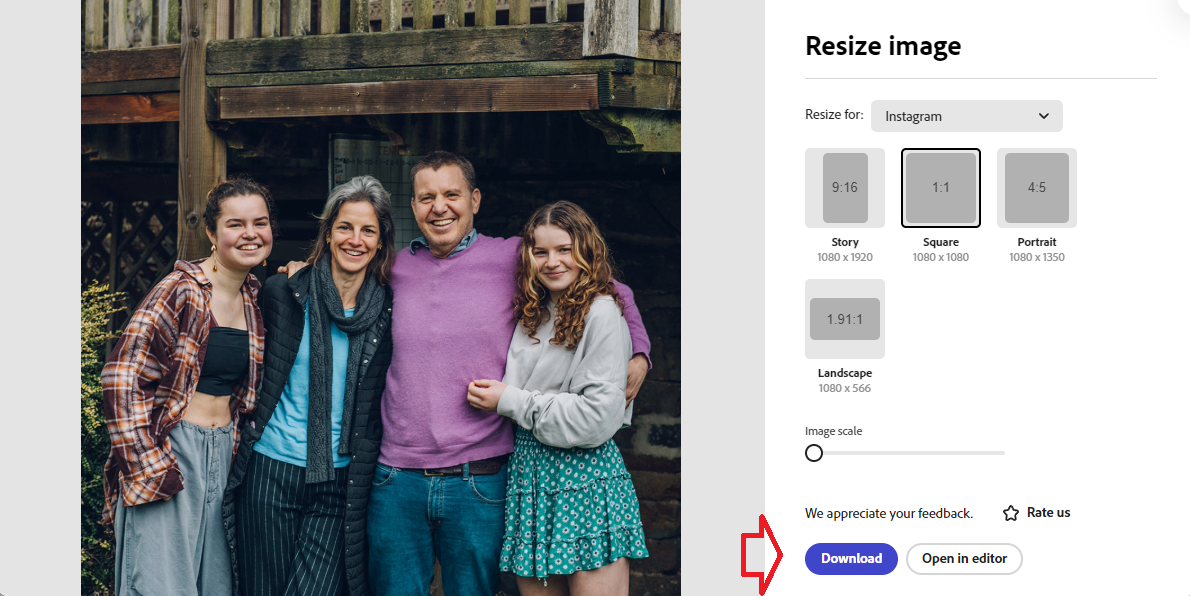 Resize image
Resize for:
Instagram
9:16
1:1
4:5
Story
Square
Portrait
1080 x 1920
1080 x 1080
1080 x 1350
1.91:1
Landscape
1080 x 566
Image scale
We appreciate your feedback.
Rate us
Download
Open in editor